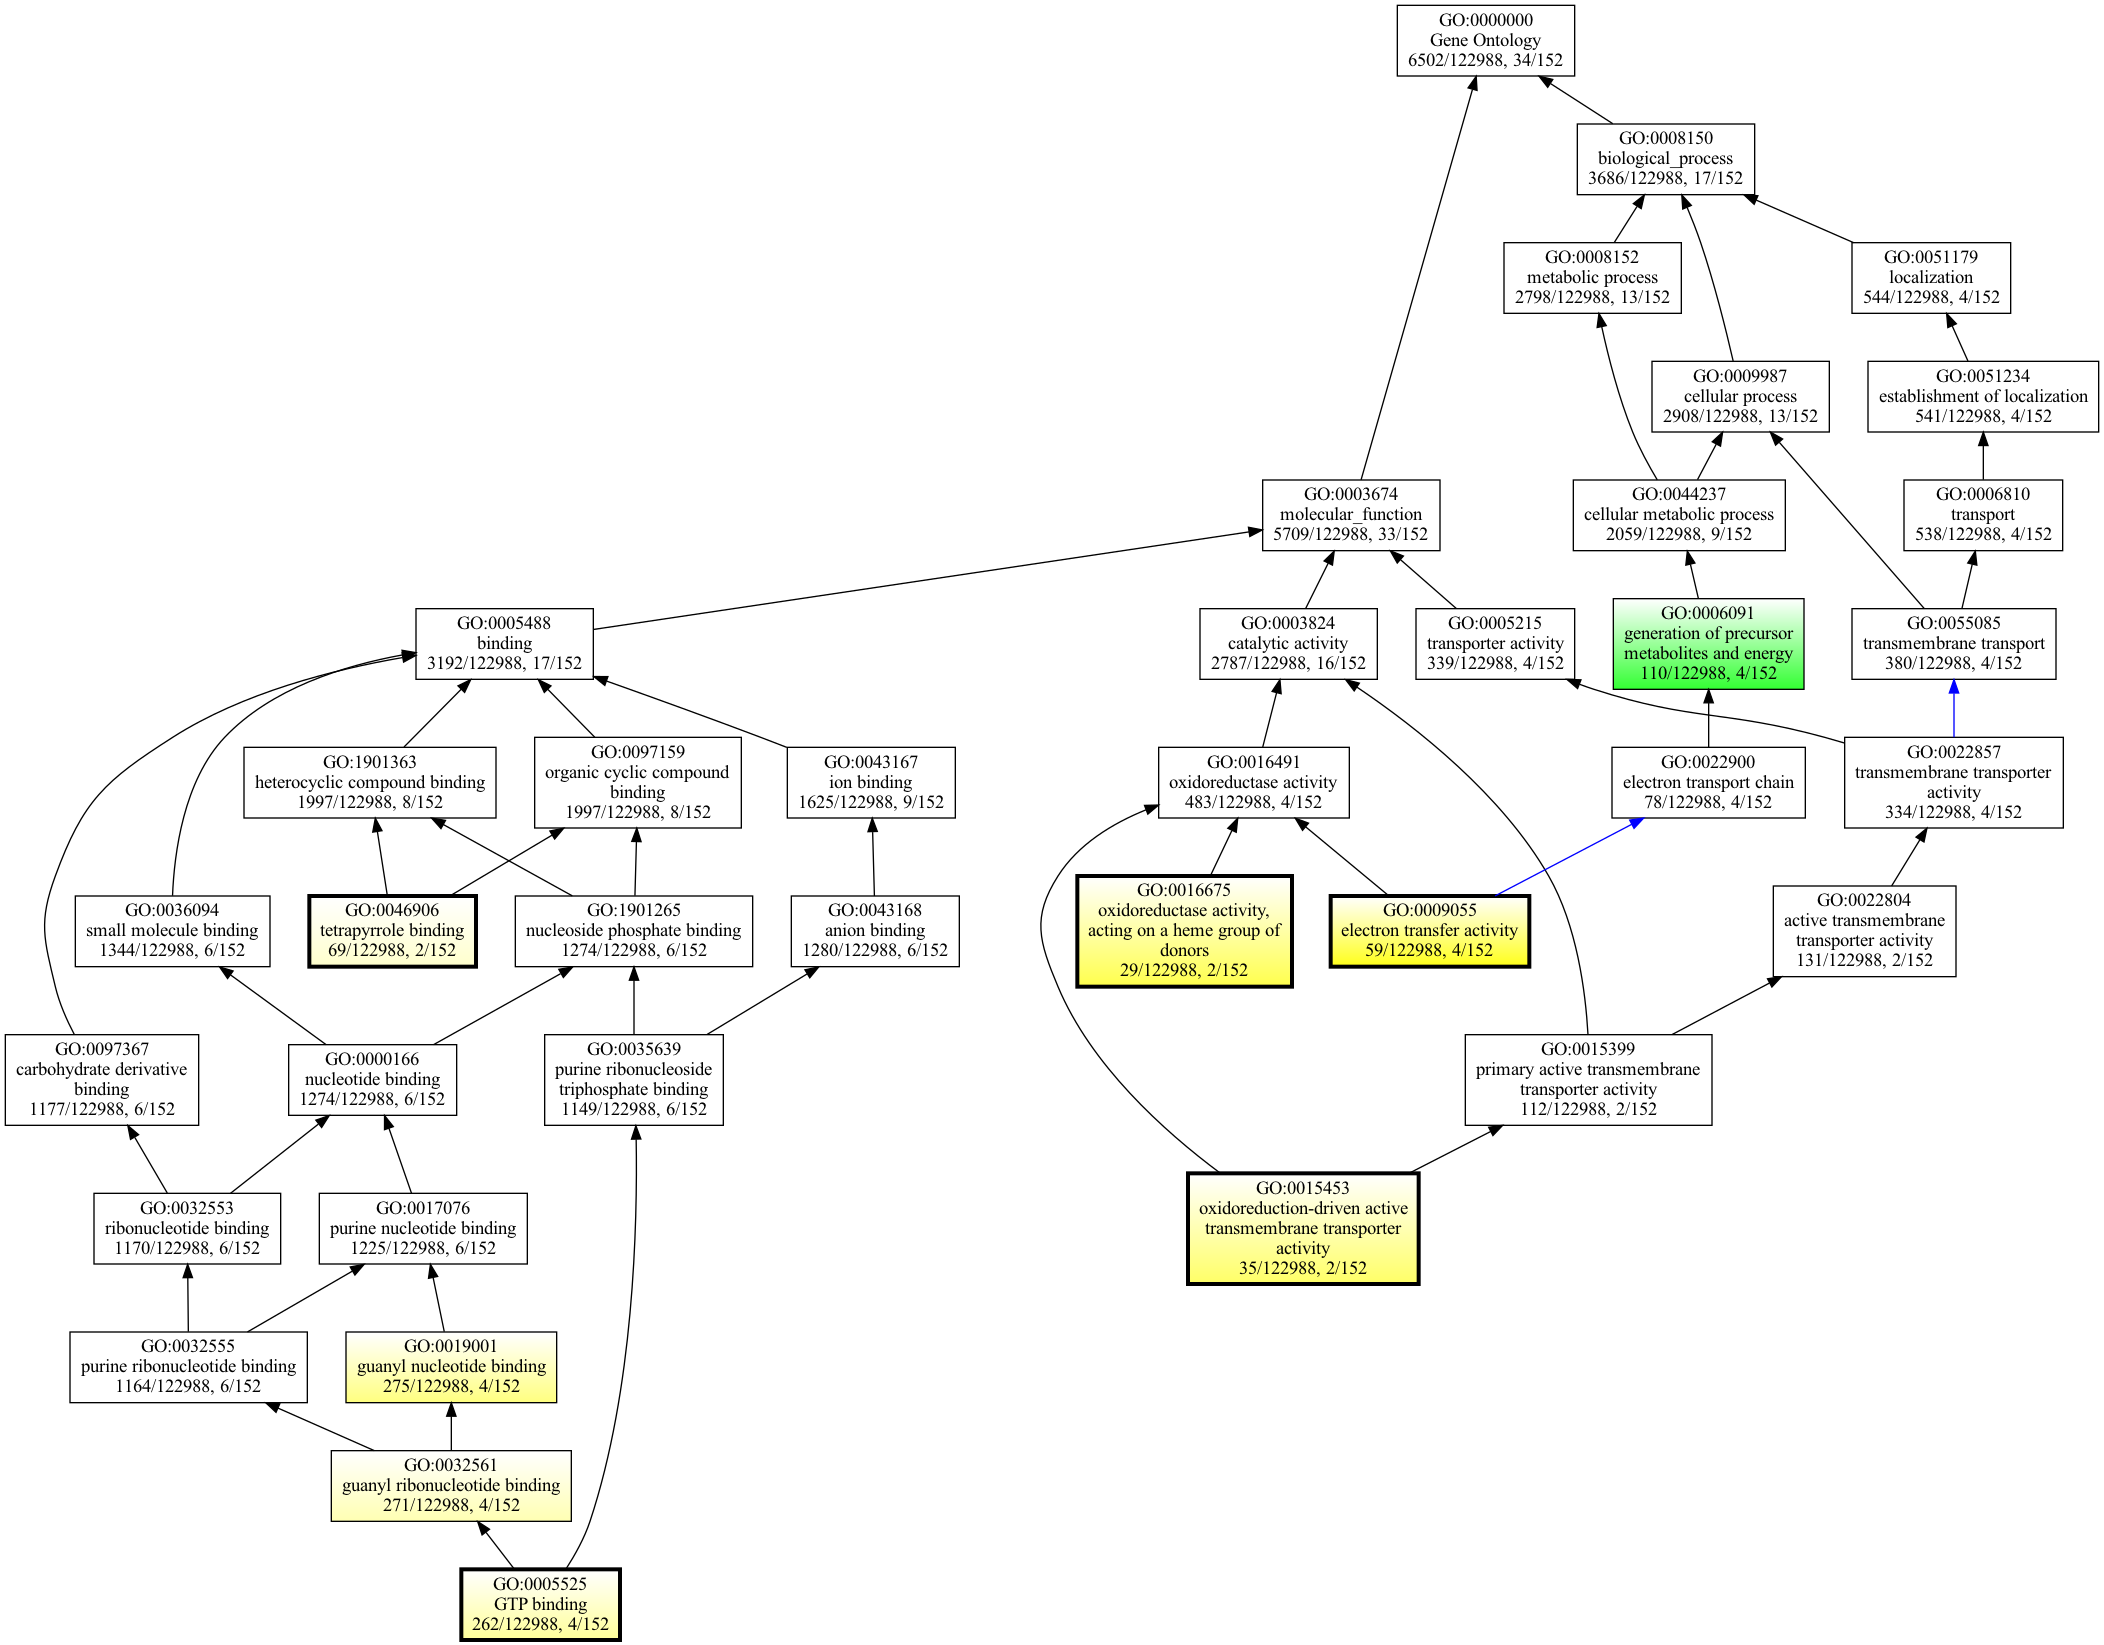 GO:0000000
Gene Ontology
6502/122988, 34/152
GO:0008150
biological_process
3686/122988, 17/152
GO:0008152
metabolic process
2798/122988, 13/152
GO:0051179
localization
544/122988, 4/152
GO:0009987
cellular process
2908/122988, 13/152
GO:0051234
establishment of localization
541/122988, 4/152
GO:0003674
molecular_function
5709/122988, 33/152
GO:0044237
cellular metabolic process
2059/122988, 9/152
GO:0006810
transport
538/122988, 4/152
GO:0005488
binding
3192/122988, 17/152
GO:0003824
catalytic activity
2787/122988, 16/152
GO:0005215
transporter activity
339/122988, 4/152
GO:0006091
generation of precursor
metabolites and energy
110/122988, 4/152
GO:0055085
transmembrane transport
380/122988, 4/152
GO:1901363
heterocyclic compound binding
1997/122988, 8/152
GO:0097159
organic cyclic compound
binding
1997/122988, 8/152
GO:0043167
ion binding
1625/122988, 9/152
GO:0016491
oxidoreductase activity
483/122988, 4/152
GO:0022900
electron transport chain
78/122988, 4/152
GO:0022857
transmembrane transporter
activity
334/122988, 4/152
GO:0036094
small molecule binding
1344/122988, 6/152
GO:0046906
tetrapyrrole binding
69/122988, 2/152
GO:1901265
nucleoside phosphate binding
1274/122988, 6/152
GO:0043168
anion binding
1280/122988, 6/152
GO:0016675
oxidoreductase activity,
acting on a heme group of
donors
29/122988, 2/152
GO:0009055
electron transfer activity
59/122988, 4/152
GO:0022804
active transmembrane
transporter activity
131/122988, 2/152
GO:0097367
carbohydrate derivative
binding
1177/122988, 6/152
GO:0000166
nucleotide binding
1274/122988, 6/152
GO:0035639
purine ribonucleoside
triphosphate binding
1149/122988, 6/152
GO:0015399
primary active transmembrane
transporter activity
112/122988, 2/152
GO:0032553
ribonucleotide binding
1170/122988, 6/152
GO:0017076
purine nucleotide binding
1225/122988, 6/152
GO:0015453
oxidoreduction-driven active
transmembrane transporter
activity
35/122988, 2/152
GO:0032555
purine ribonucleotide binding
1164/122988, 6/152
GO:0019001
guanyl nucleotide binding
275/122988, 4/152
GO:0032561
guanyl ribonucleotide binding
271/122988, 4/152
GO:0005525
GTP binding
262/122988, 4/152